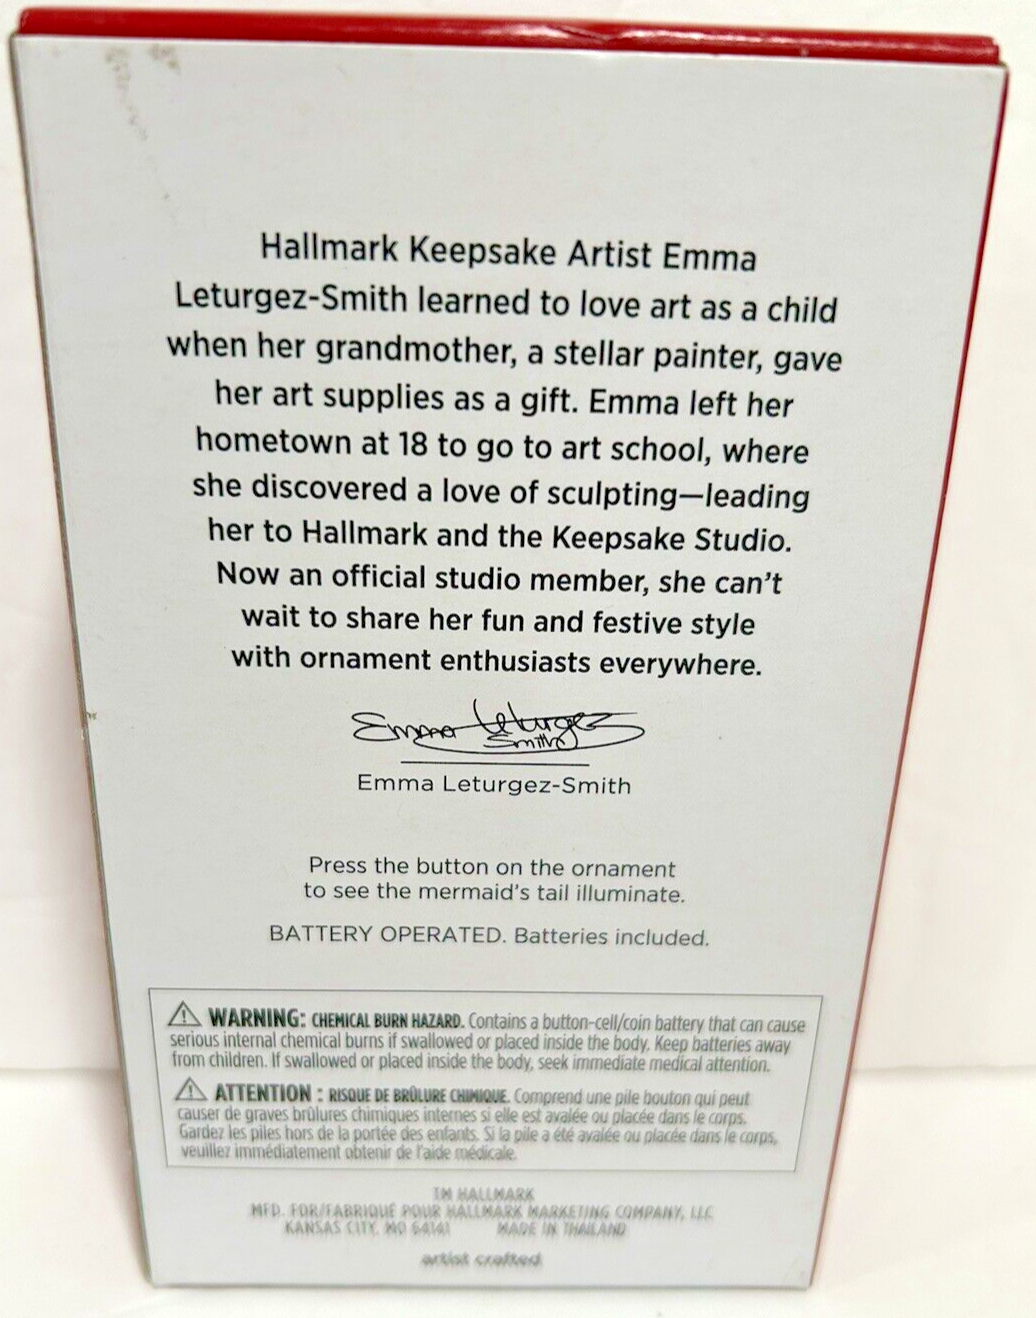 Hallmark Keepsake Artist Emma
Leturgez-Smith learned to love art as a child
when her grandmother, a stellar painter, gave
her art supplies as a gift. Emma left her
hometown at 18 to go to art school, where
she discovered a love of sculpting—leading
her to Hallmark and the Keepsake Studio.
Now an official studio member, she can't
wait to share her fun and festive style
with ornament enthusiasts everywhere.
Emma Leturgez
Smith
Emma Leturgez-Smith
Press the button on the ornament
to see the mermaid's tail illuminate.
BATTERY OPERATED. Batteries included.
⚠ WARNING: CHEMICAL BURN HAZARD. Contains a button-cell/coin battery that can cause
serious internal chemical burns if swallowed or placed inside the body. Keep batteries away
from children. If swallowed or placed inside the body, seek immediate medical attention.
⚠ ATTENTION : RISQUE DE BRÛLURE CHIMIQUE. Comprend une pile bouton qui peut
causer de graves brûlures chimiques internes si elle est avalée ou placée dans le corps.
Gardez les piles hors de la portée des enfants. Si la pile a été avalée ou placée dans le corps,
veuillez immédiatement obtenir de l'aide médicale.
TM HALLMARK
MFD. FOR/FABRIQUÉ POUR HALLMARK MARKETING COMPANY, LLC
KANSAS CITY, MO 64141 MADE IN THAILAND
artist crafted